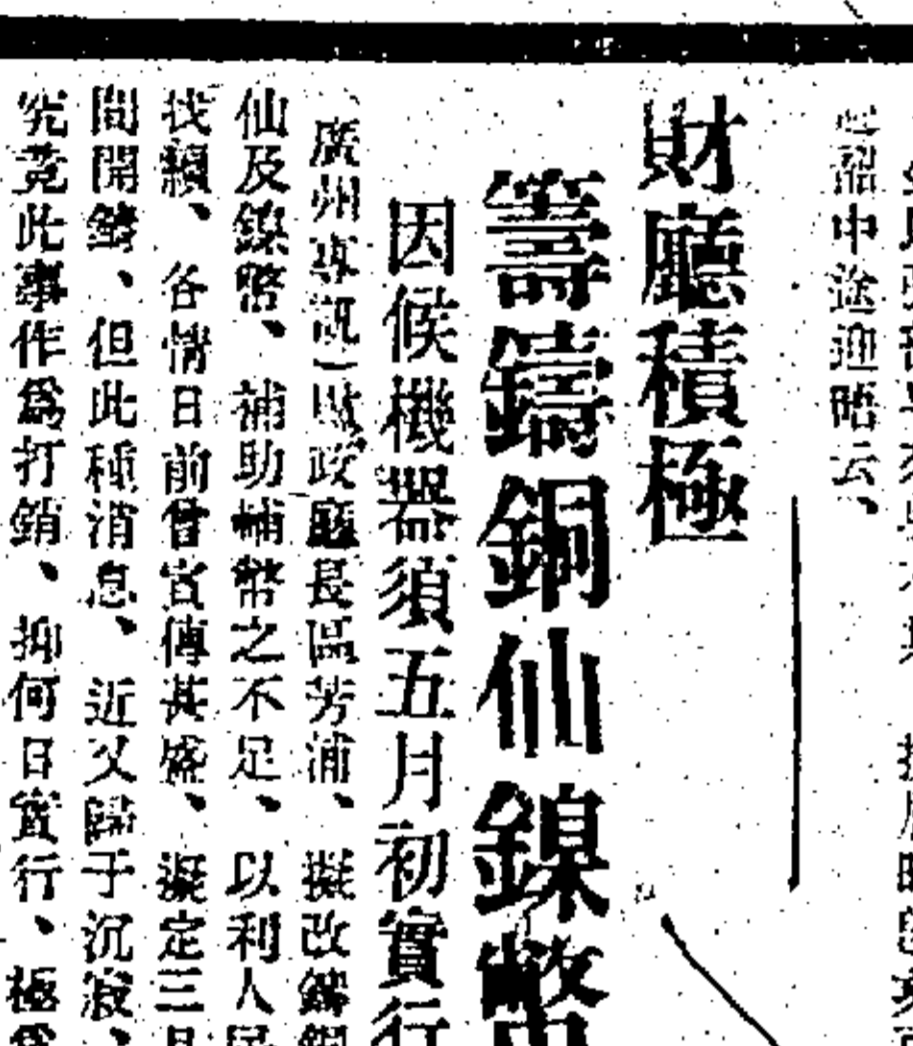 韶中途迎晤云、
財廳積極
籌鑄銅仙鎳幣
因候機器須五月初實行
廣州專訊)財政廳長區芳浦、擬改鑄銅
仙及鎳幣、補助輔幣之不足、以利人民
找續、各情日前曾宣傳甚盛、擬定三月
間開鑄、但此種消息、近又歸于沉寂、
究竟此事作爲打銷、抑何日實行、極爲